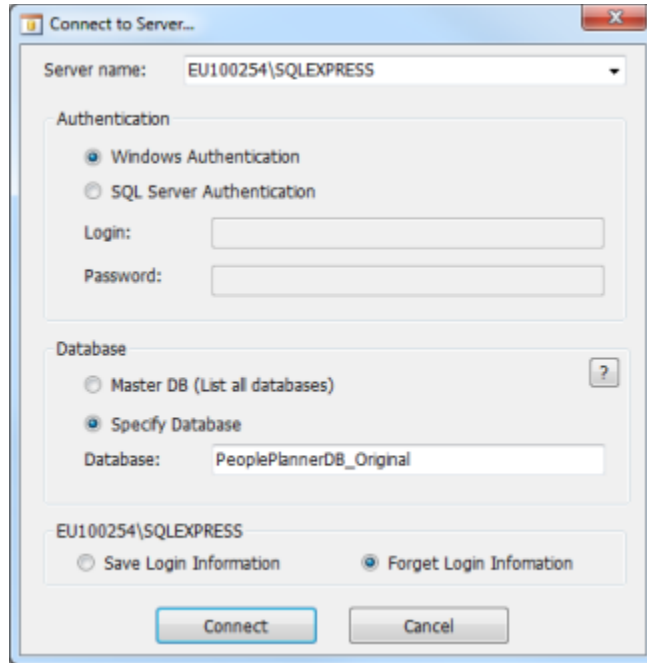 Connect to Server...
Server name: EU100254\SQLEXPRESS
Authentication
Windows Authentication
SQL Server Authentication
Login:
Password:
Database
?
Master DB (List all databases)
Specify Database
Database: PeoplePlannerDB_Original
EU100254\SQLEXPRESS
Save Login Information Forget Login Infomation
Connect Cancel